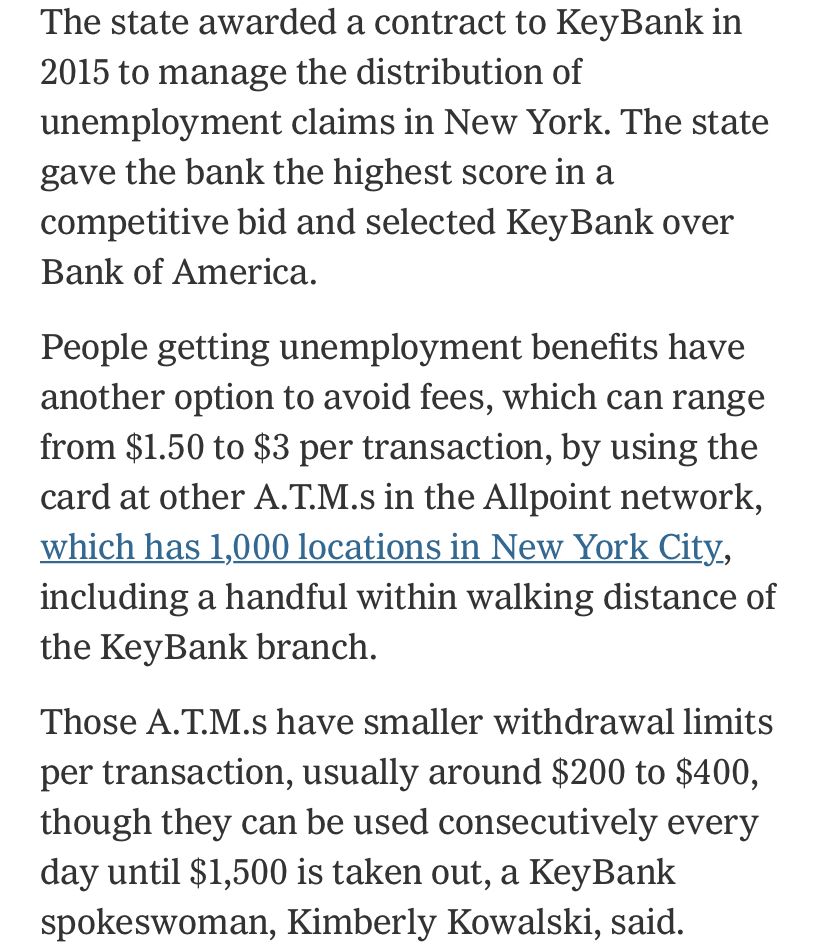 The state awarded a contract to KeyBank in
2015 to manage the distribution of
unemployment claims in New York. The state
gave the bank the highest score in a
competitive bid and selected KeyBank over
Bank of America.
People getting unemployment benefits have
another option to avoid fees, which can range
from $1.50 to $3 per transaction, by using the
card at other A.T.M.s in the Allpoint network,
which has 1,000 locations in New York City,
including a handful within walking distance of
the KeyBank branch.
Those A.T.M.s have smaller withdrawal limits
per transaction, usually around $200 to $400,
though they can be used consecutively every
day until $1,500 is taken out, a KeyBank
spokeswoman, Kimberly Kowalski, said.